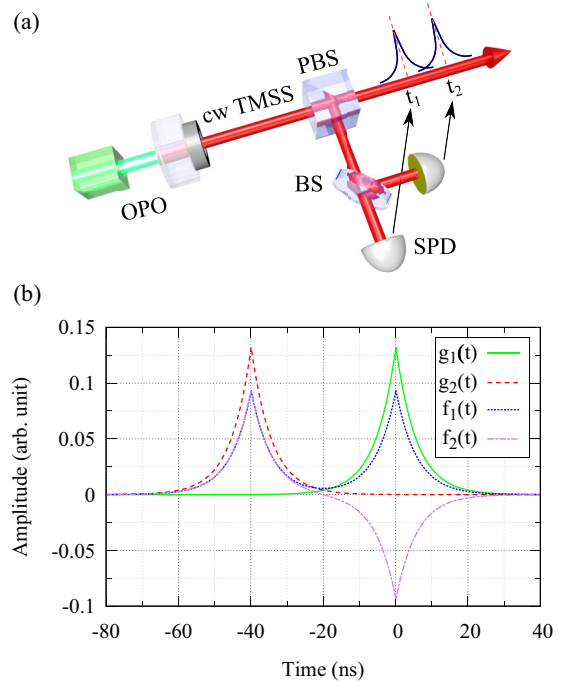 (a)
PBS
cw TMSS
t₁
t₂
BS
OPO
SPD
(b)
0.15
0.1
0.05
0
-0.05
-0.1
Amplitude (arb. unit)
g₁(t)
g₂(t)
f₁(t)
f₂(t)
-80 -60 -40 -20 0 20 40
Time (ns)